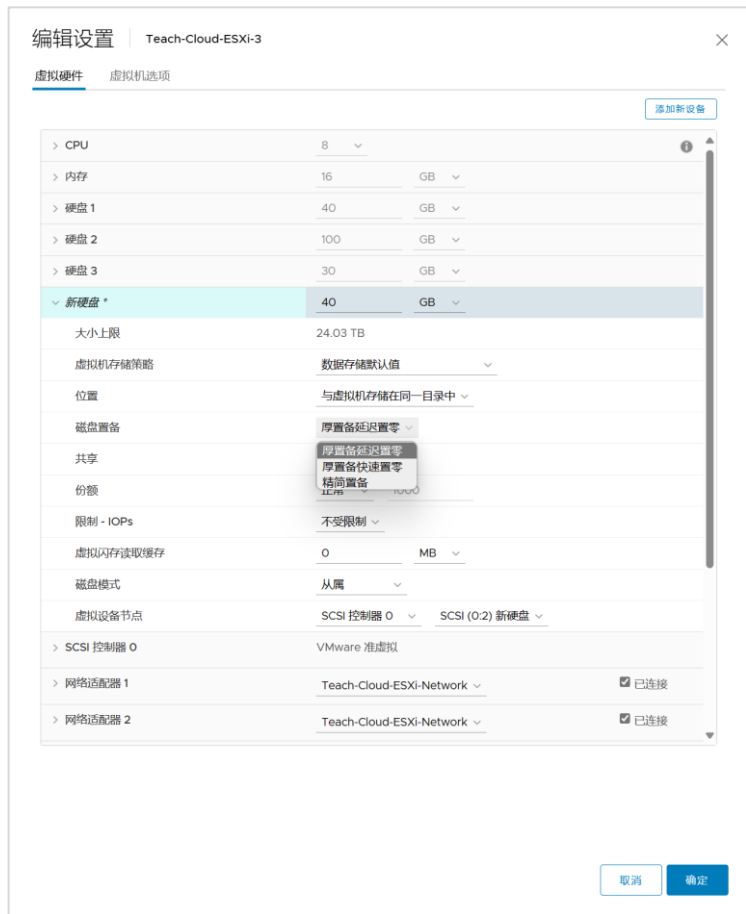 编辑设置 Teach-Cloud-ESXi-3
虚拟硬件 虚拟机选项
添加新设备
CPU 8
内存 16 GB
硬盘 1 40 GB
硬盘 2 100 GB
硬盘 3 30 GB
新硬盘 * 40 GB
大小上限 24.03 TB
虚拟机存储策略 数据存储默认值
位置 与虚拟机存储在同一目录中
磁盘置备 厚置备延迟置零
厚置备延迟置零
共享 厚置备快速置零
精简置备
份额 正常 1000
限制 - IOPs 不受限制
虚拟闪存读取缓存 0 MB
磁盘模式 从属
虚拟设备节点 SCSI 控制器 0 SCSI (0:2) 新硬盘
SCSI 控制器 0 VMware 准虚拟
网络适配器 1 Teach-Cloud-ESXi-Network 已连接
网络适配器 2 Teach-Cloud-ESXi-Network 已连接
取消 确定